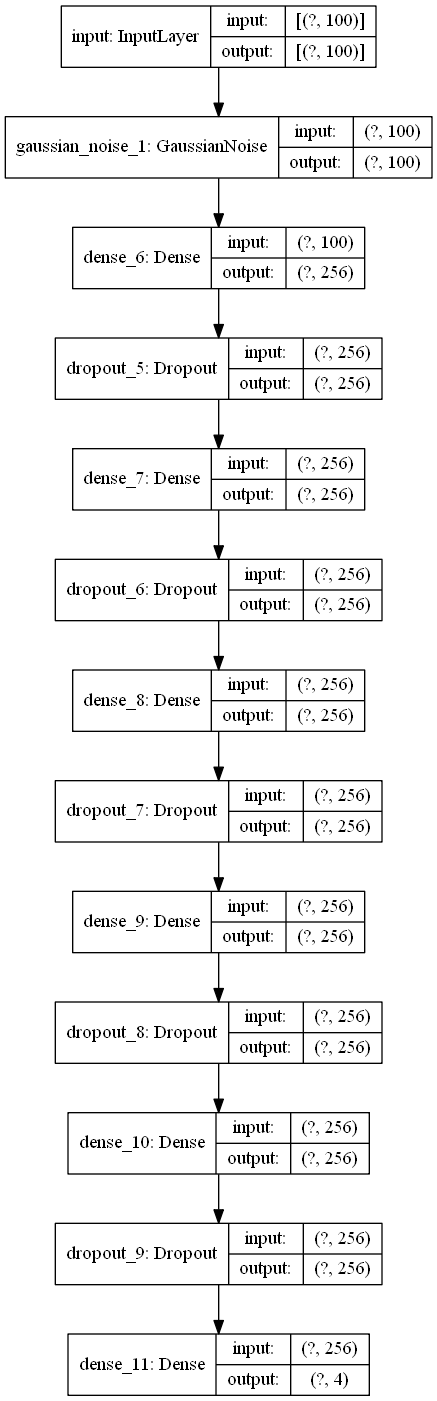 input: InputLayer
input: [(?, 100)]
output: [(?, 100)]
gaussian_noise_1: GaussianNoise
input: (?, 100)
output: (?, 100)
dense_6: Dense
input: (?, 100)
output: (?, 256)
dropout_5: Dropout
input: (?, 256)
output: (?, 256)
dense_7: Dense
input: (?, 256)
output: (?, 256)
dropout_6: Dropout
input: (?, 256)
output: (?, 256)
dense_8: Dense
input: (?, 256)
output: (?, 256)
dropout_7: Dropout
input: (?, 256)
output: (?, 256)
dense_9: Dense
input: (?, 256)
output: (?, 256)
dropout_8: Dropout
input: (?, 256)
output: (?, 256)
dense_10: Dense
input: (?, 256)
output: (?, 256)
dropout_9: Dropout
input: (?, 256)
output: (?, 256)
dense_11: Dense
input: (?, 256)
output: (?, 4)